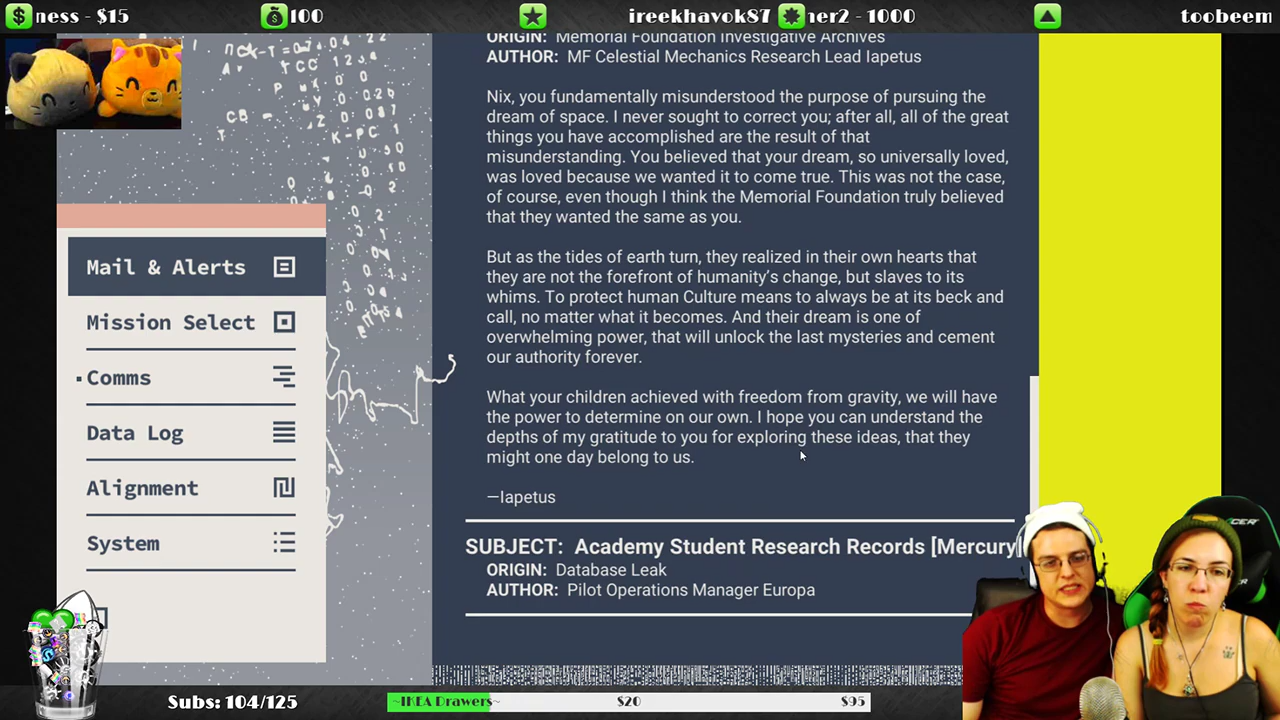 ness - $15
100
ireekhavok87
ner2 - 1000
toobeem
ORIGIN: Memorial Foundation Investigative Archives
AUTHOR: MF Celestial Mechanics Research Lead Iapetus
Nix, you fundamentally misunderstood the purpose of pursuing the
dream of space. I never sought to correct you; after all, all of the great
things you have accomplished are the result of that
misunderstanding. You believed that your dream, so universally loved,
was loved because we wanted it to come true. This was not the case,
of course, even though I think the Memorial Foundation truly believed
that they wanted the same as you.
But as the tides of earth turn, they realized in their own hearts that
they are not the forefront of humanity's change, but slaves to its
whims. To protect human Culture means to always be at its beck and
call, no matter what it becomes. And their dream is one of
overwhelming power, that will unlock the last mysteries and cement
our authority forever.
What your children achieved with freedom from gravity, we will have
the power to determine on our own. I hope you can understand the
depths of my gratitude to you for exploring these ideas, that they
might one day belong to us.
—Iapetus
SUBJECT: Academy Student Research Records [Mercury]
ORIGIN: Database Leak
AUTHOR: Pilot Operations Manager Europa
Mail & Alerts
Mission Select
Comms
Data Log
Alignment
System
Subs: 104/125
~IKEA Drawers~
$20
$95